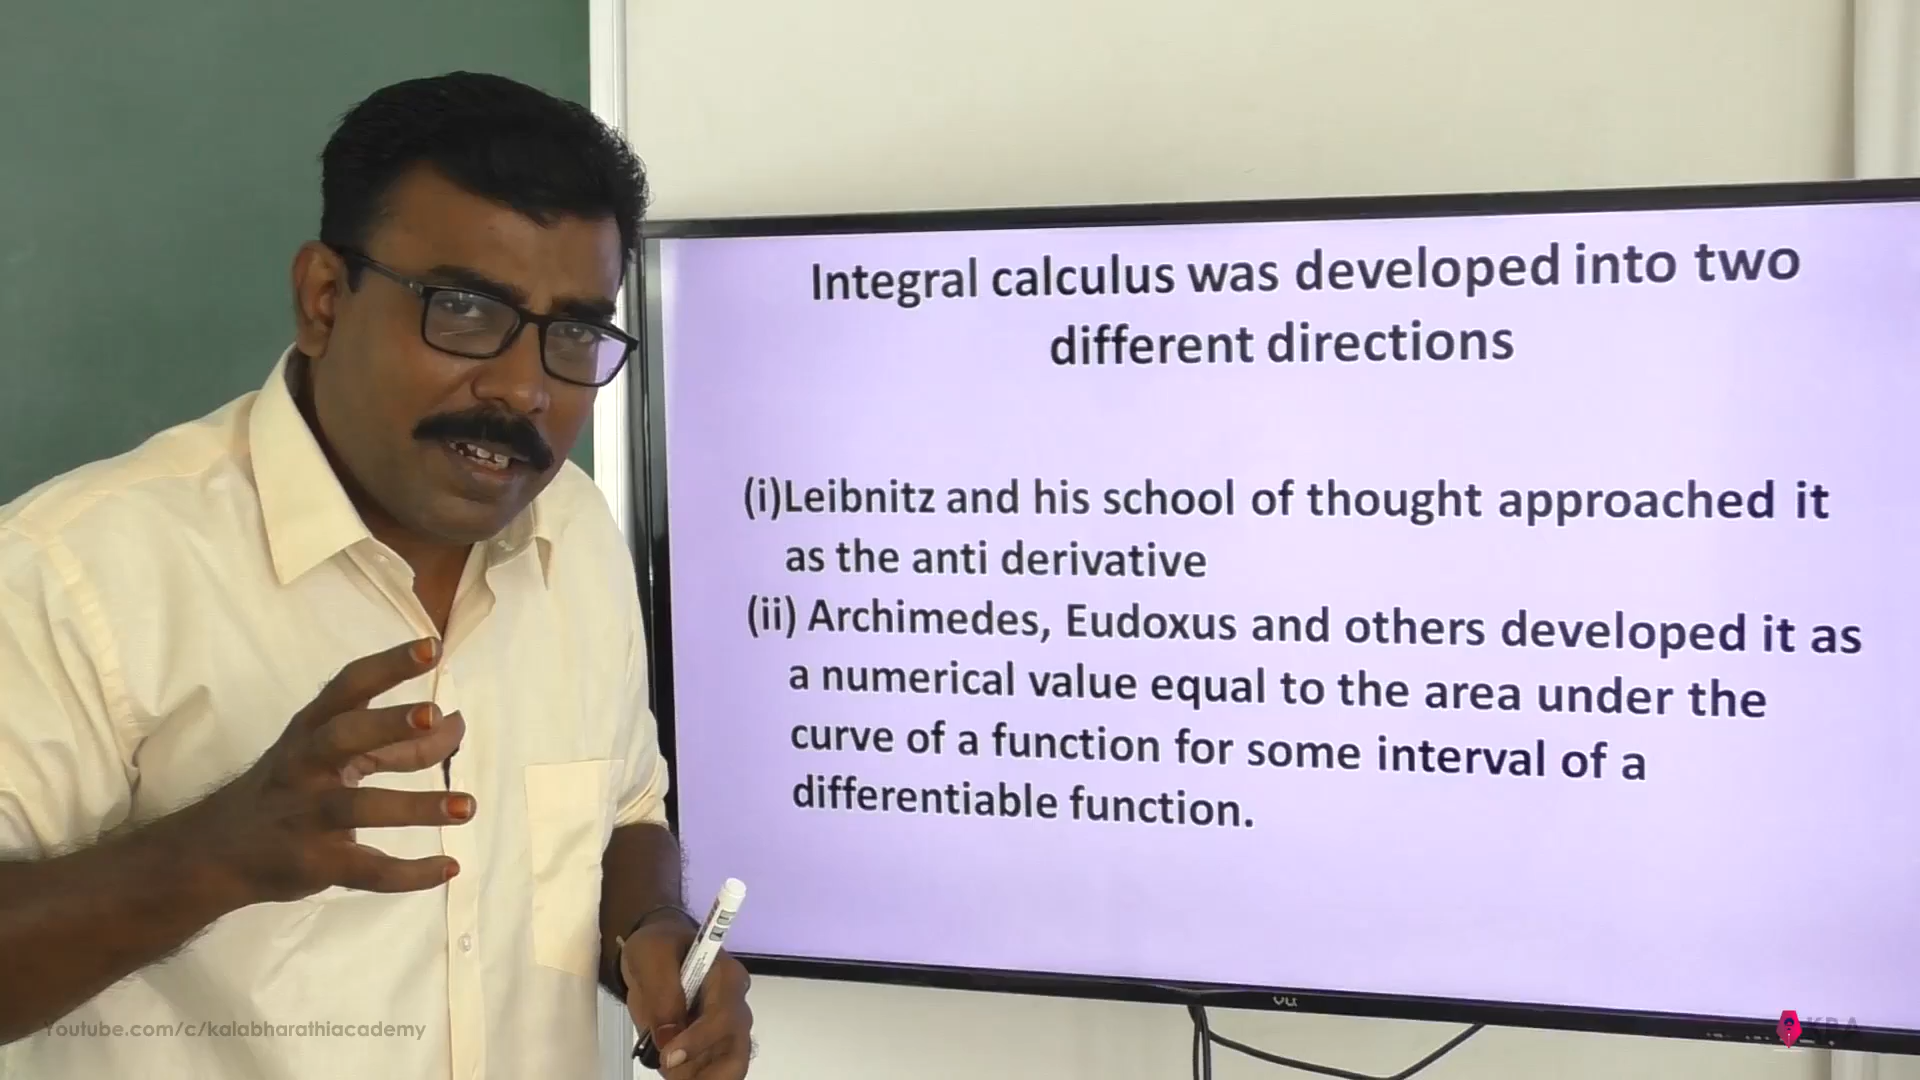 Integral calculus was developed into two
different directions
(i)Leibnitz and his school of thought approached it
as the anti derivative
(ii) Archimedes, Eudoxus and others developed it as
a numerical value equal to the area under the
curve of a function for some interval of a
differentiable function.
Vu
Youtube.com/c/kalabharathiacademy
KBA